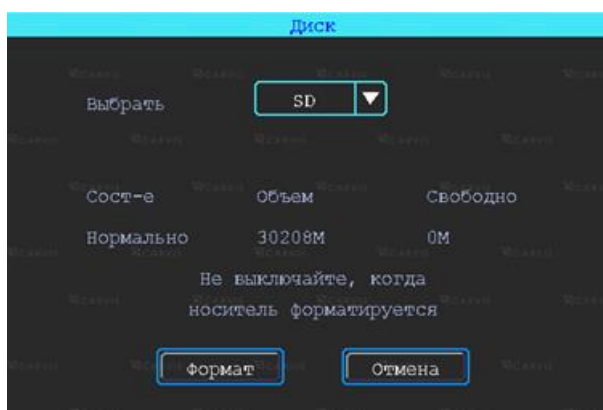 Диск
Выбрать SD
Сост-е Объем Свободно
Нормально 30208M 0M
Не выключайте, когда
носитель форматируется
Формат Отмена